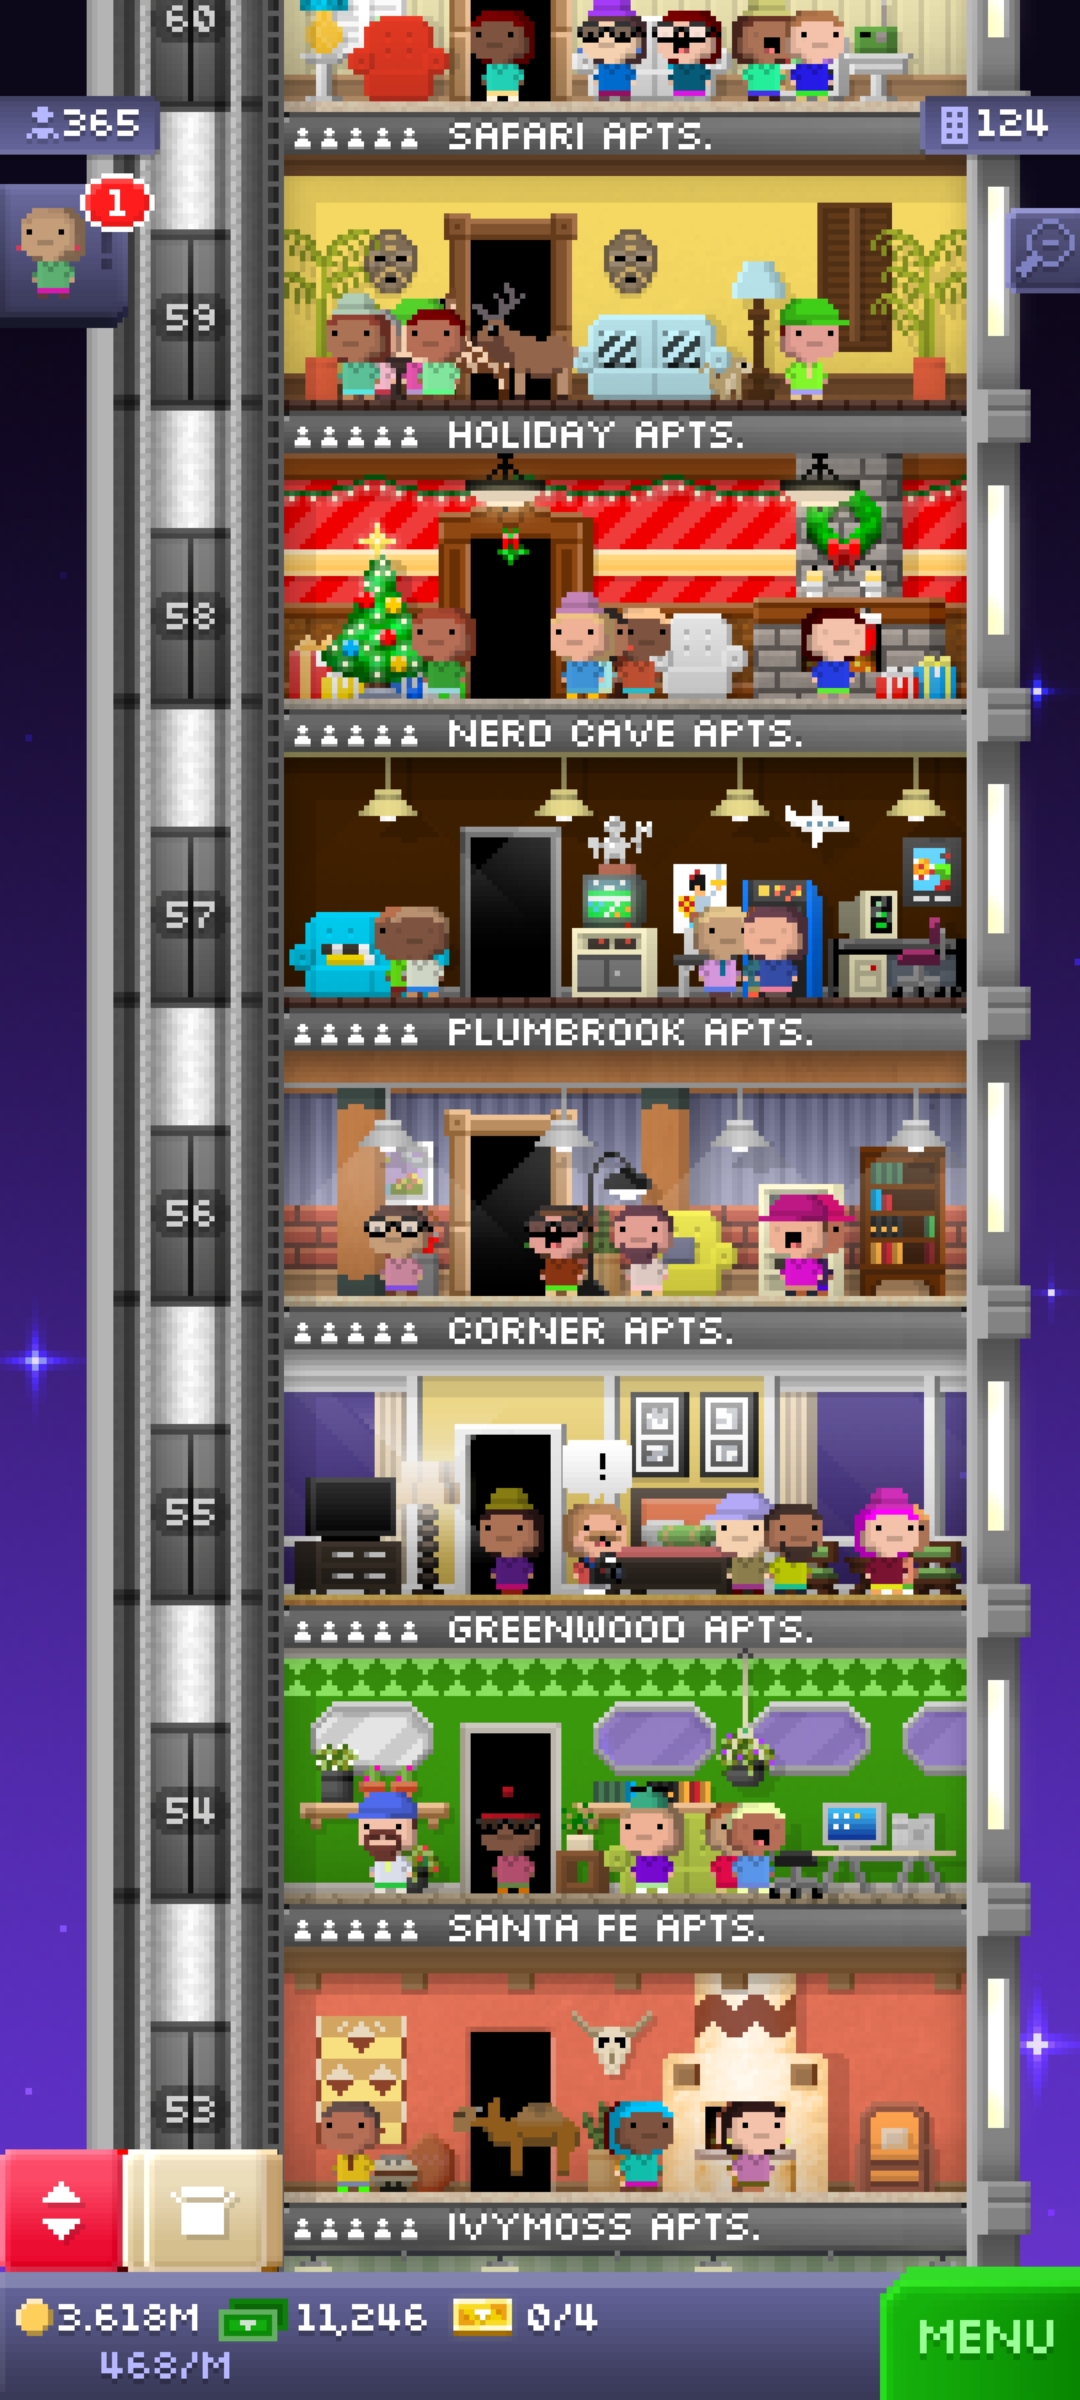 60
365
SAFARI APTS.
124
1
59
HOLIDAY APTS.
58
NERD CAVE APTS.
57
PLUMBROOK APTS.
56
CORNER APTS.
!
55
GREENWOOD APTS.
54
SANTA FE APTS.
53
IVYMOSS APTS.
3.618M 11,246 0/4
468/M
MENU